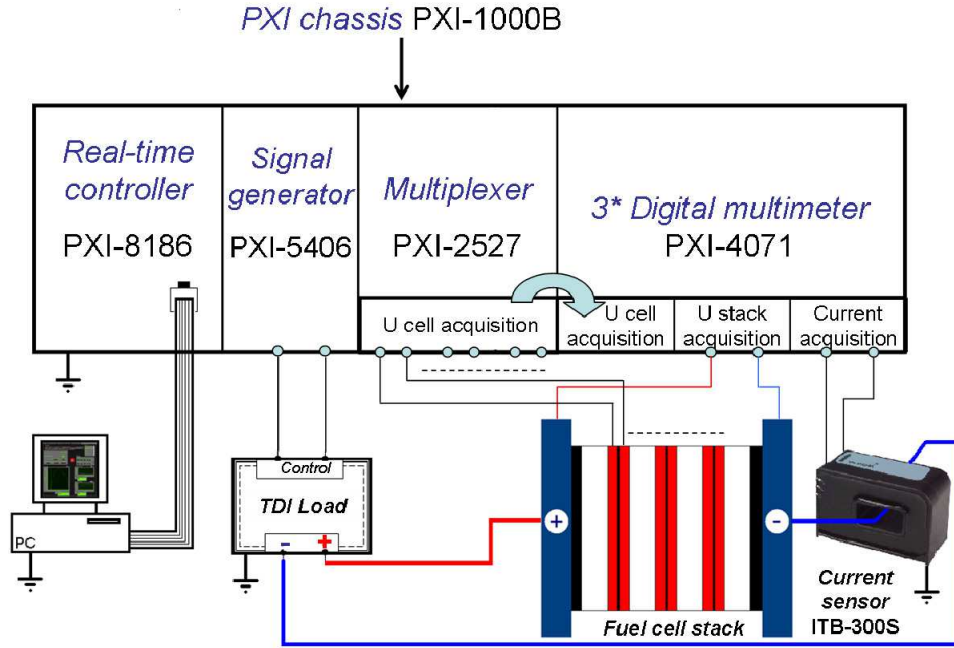 PXI chassis PXI-1000B
Real-time
controller
PXI-8186
Signal
generator
PXI-5406
Multiplexer
PXI-2527
3* Digital multimeter
PXI-4071
U cell acquisition
U cell
acquisition
U stack
acquisition
Current
acquisition
PC
Control
TDI Load
-
+
+
-
Fuel cell stack
Current
sensor
ITB-300S